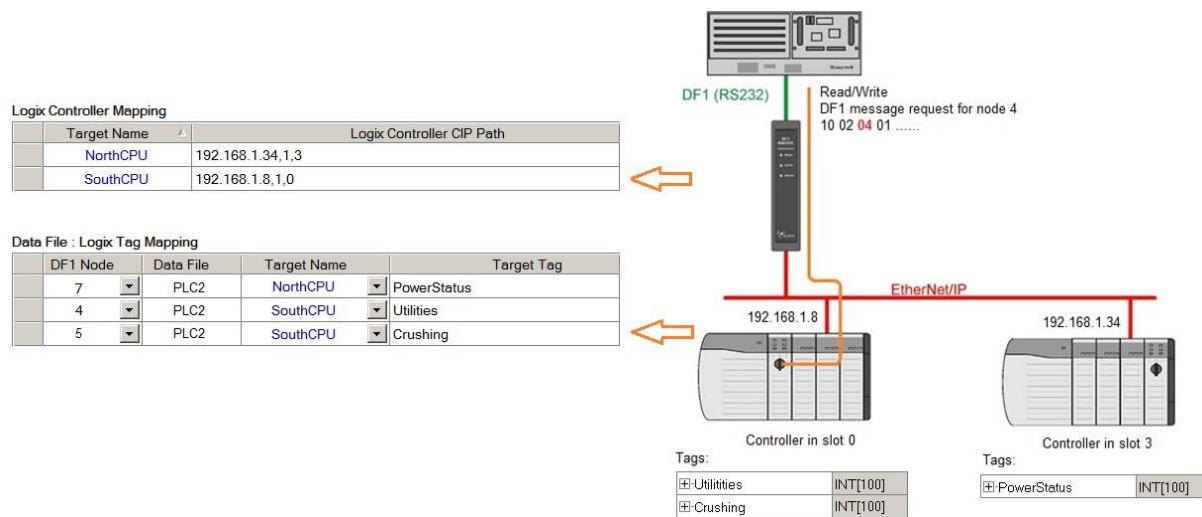 Logix Controller Mapping
Target Name Logix Controller CIP Path
NorthCPU 192.168.1.34,1,3
SouthCPU 192.168.1.8,1,0
Data File : Logix Tag Mapping
DF1 Node Data File Target Name Target Tag
7 PLC2 NorthCPU PowerStatus
4 PLC2 SouthCPU Utilities
5 PLC2 SouthCPU Crushing
Honeywell
DF1 (RS232)
Read/Write
DF1 message request for node 4
10 02 04 01 ......
EtherNet/IP
192.168.1.8
192.168.1.34
Controller in slot 0
Controller in slot 3
Tags:
Utilitities INT[100]
Crushing INT[100]
Tags:
PowerStatus INT[100]